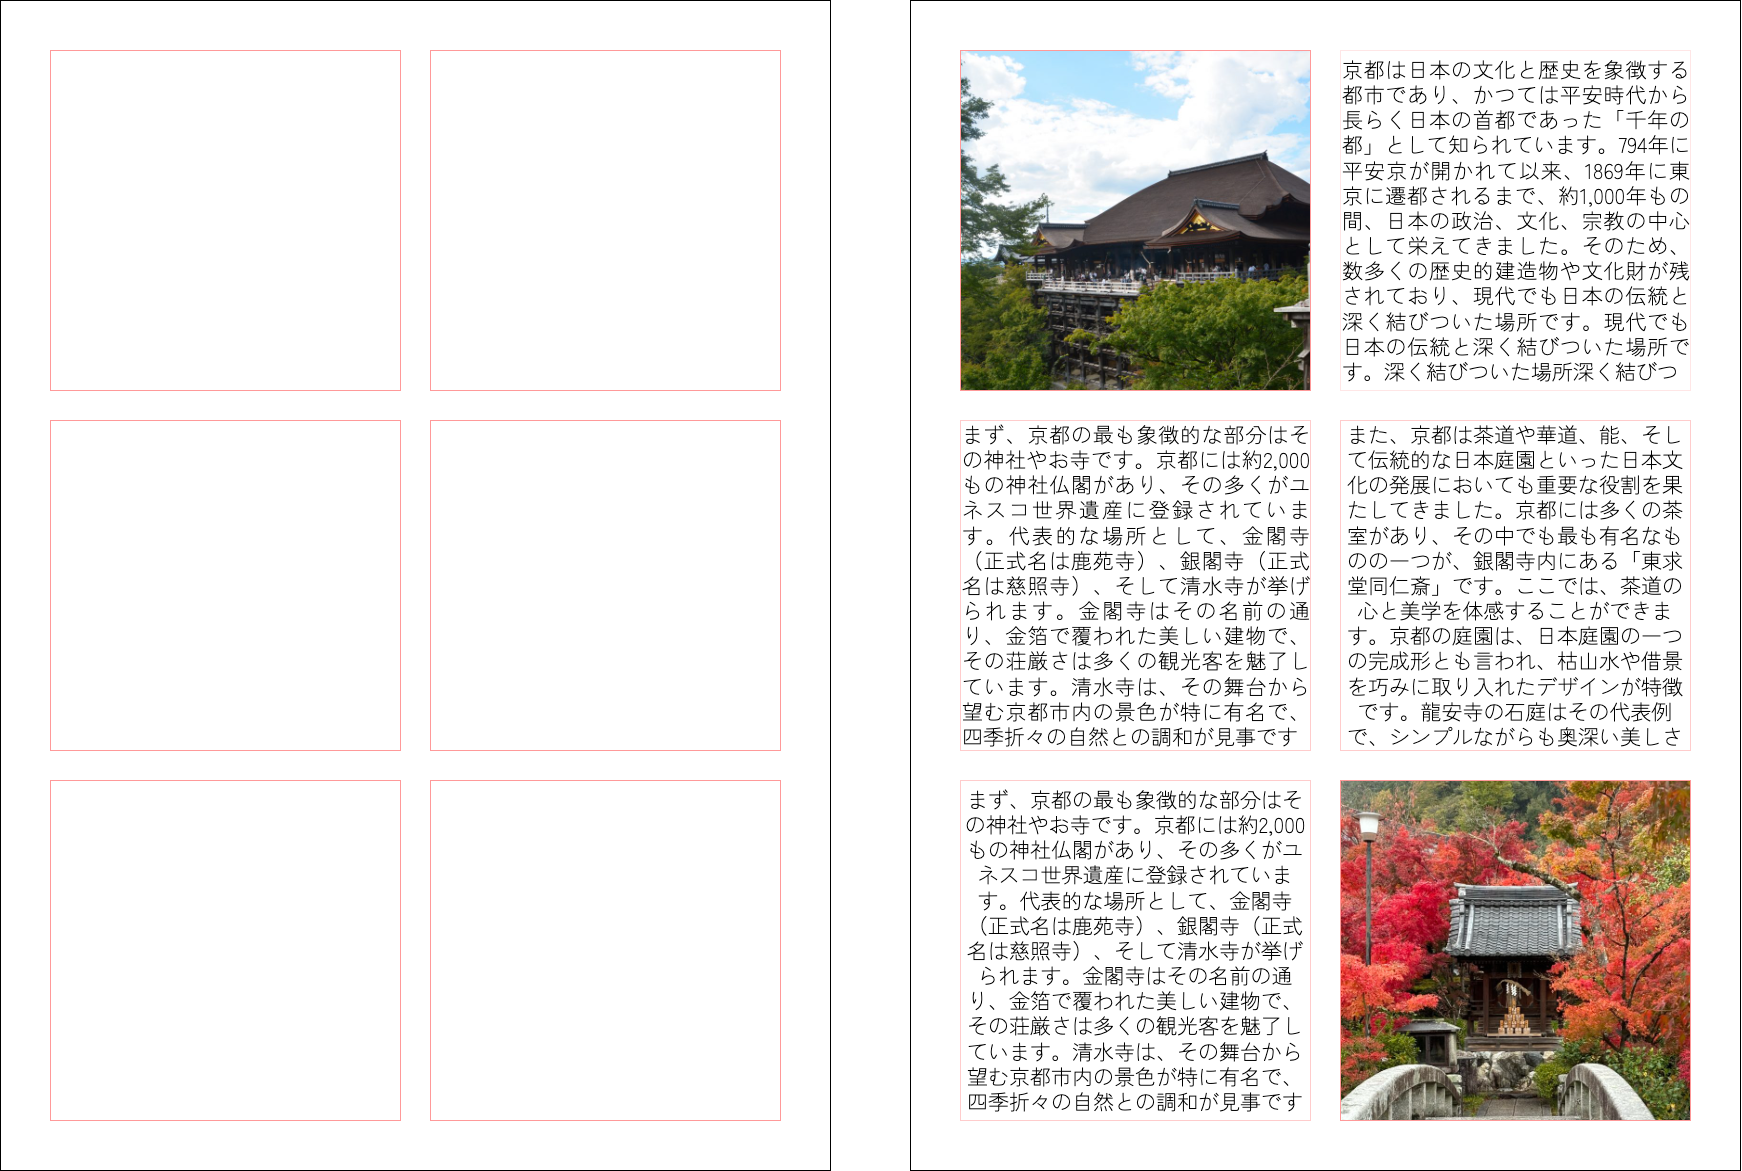 京都は日本の文化と歴史を象徴する
都市であり、かつては平安時代から
長らく日本の首都であった「千年の
都」として知られています。794年に
平安京が開かれて以来、1869年に東
京に遷都されるまで、約1,000年もの
間、日本の政治、文化、宗教の中心
として栄えてきました。そのため、
数多くの歴史的建造物や文化財が残
されており、現代でも日本の伝統と
深く結びついた場所です。現代でも
日本の伝統と深く結びついた場所で
す。深く結びついた場所深く結びつ
まず、京都の最も象徴的な部分はそ
の神社やお寺です。京都には約2,000
もの神社仏閣があり、その多くがユ
ネスコ世界遺産に登録されていま
す。代表的な場所として、金閣寺
（正式名は鹿苑寺）、銀閣寺（正式
名は慈照寺）、そして清水寺が挙げ
られます。金閣寺はその名前の通
り、金箔で覆われた美しい建物で、
その荘厳さは多くの観光客を魅了し
ています。清水寺は、その舞台から
望む京都市内の景色が特に有名で、
四季折々の自然との調和が見事です
また、京都は茶道や華道、能、そし
て伝統的な日本庭園といった日本文
化の発展においても重要な役割を果
たしてきました。京都には多くの茶
室があり、その中でも最も有名なも
のの一つが、銀閣寺内にある「東求
堂同仁斎」です。ここでは、茶道の
心と美学を体感することができま
す。京都の庭園は、日本庭園の一つ
の完成形とも言われ、枯山水や借景
を巧みに取り入れたデザインが特徴
です。龍安寺の石庭はその代表例
で、シンプルながらも奥深い美しさ
まず、京都の最も象徴的な部分はそ
の神社やお寺です。京都には約2,000
もの神社仏閣があり、その多くがユ
ネスコ世界遺産に登録されていま
す。代表的な場所として、金閣寺
（正式名は鹿苑寺）、銀閣寺（正式
名は慈照寺）、そして清水寺が挙げ
られます。金閣寺はその名前の通
り、金箔で覆われた美しい建物で、
その荘厳さは多くの観光客を魅了し
ています。清水寺は、その舞台から
望む京都市内の景色が特に有名で、
四季折々の自然との調和が見事です